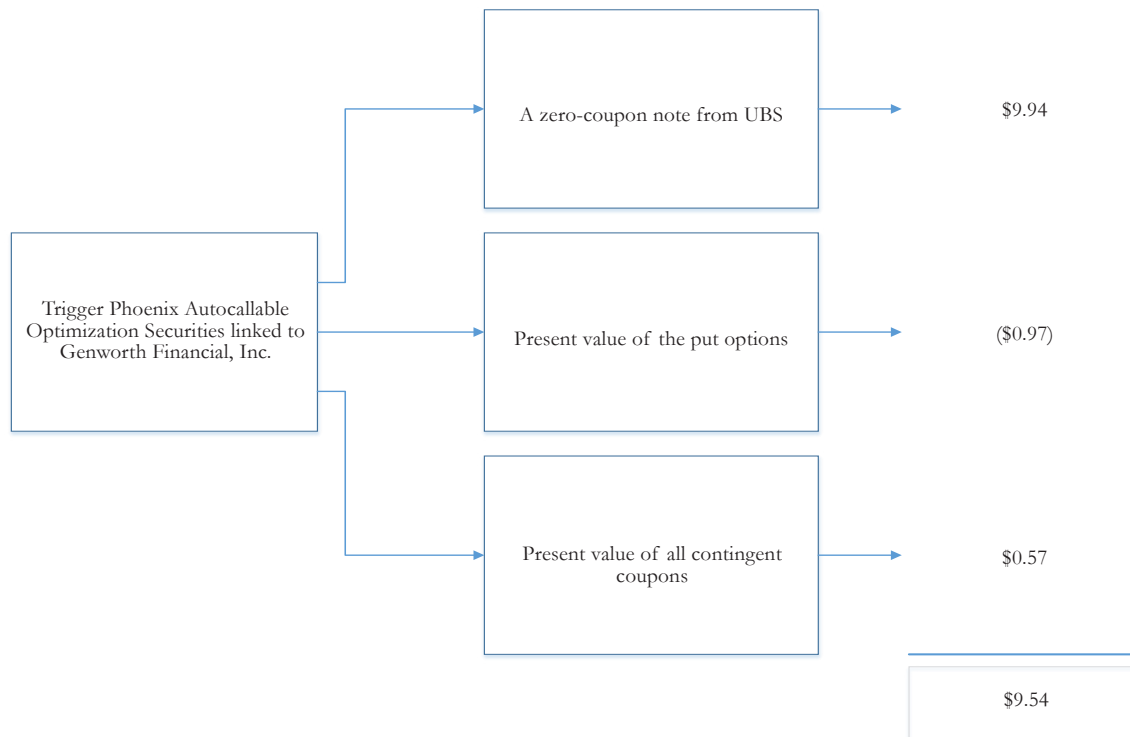 A zero-coupon note from UBS
$9.94
Trigger Phoenix Autocallable
Optimization Securities linked to
Genworth Financial, Inc.
Present value of the put options
($0.97)
Present value of all contingent
coupons
$0.57
$9.54